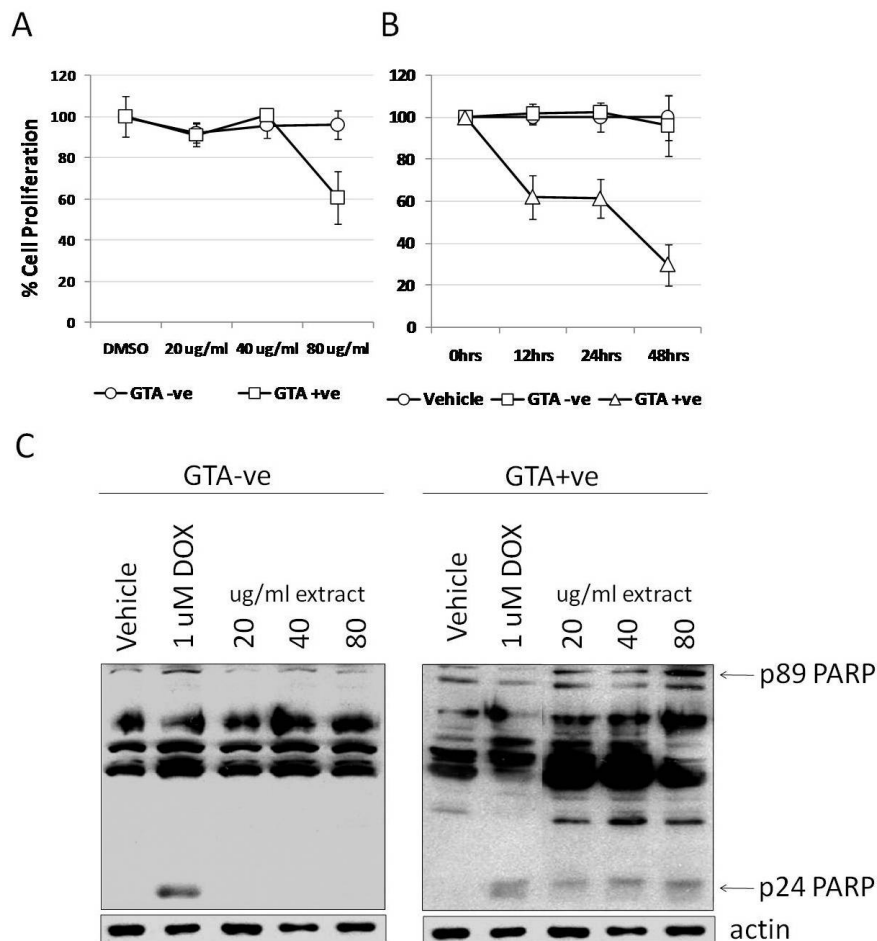 A
B
% Cell Proliferation
120
100
80
60
40
20
0
DMSO
20 ug/ml
40 ug/ml
80 ug/ml
GTA -ve
GTA +ve
120
100
80
60
40
20
0
0hrs
12hrs
24hrs
48hrs
Vehicle
GTA -ve
GTA +ve
C
GTA-ve
Vehicle
1 uM DOX
ug/ml extract
20
40
80
GTA+ve
Vehicle
1 uM DOX
ug/ml extract
20
40
80
p89 PARP
p24 PARP
actin